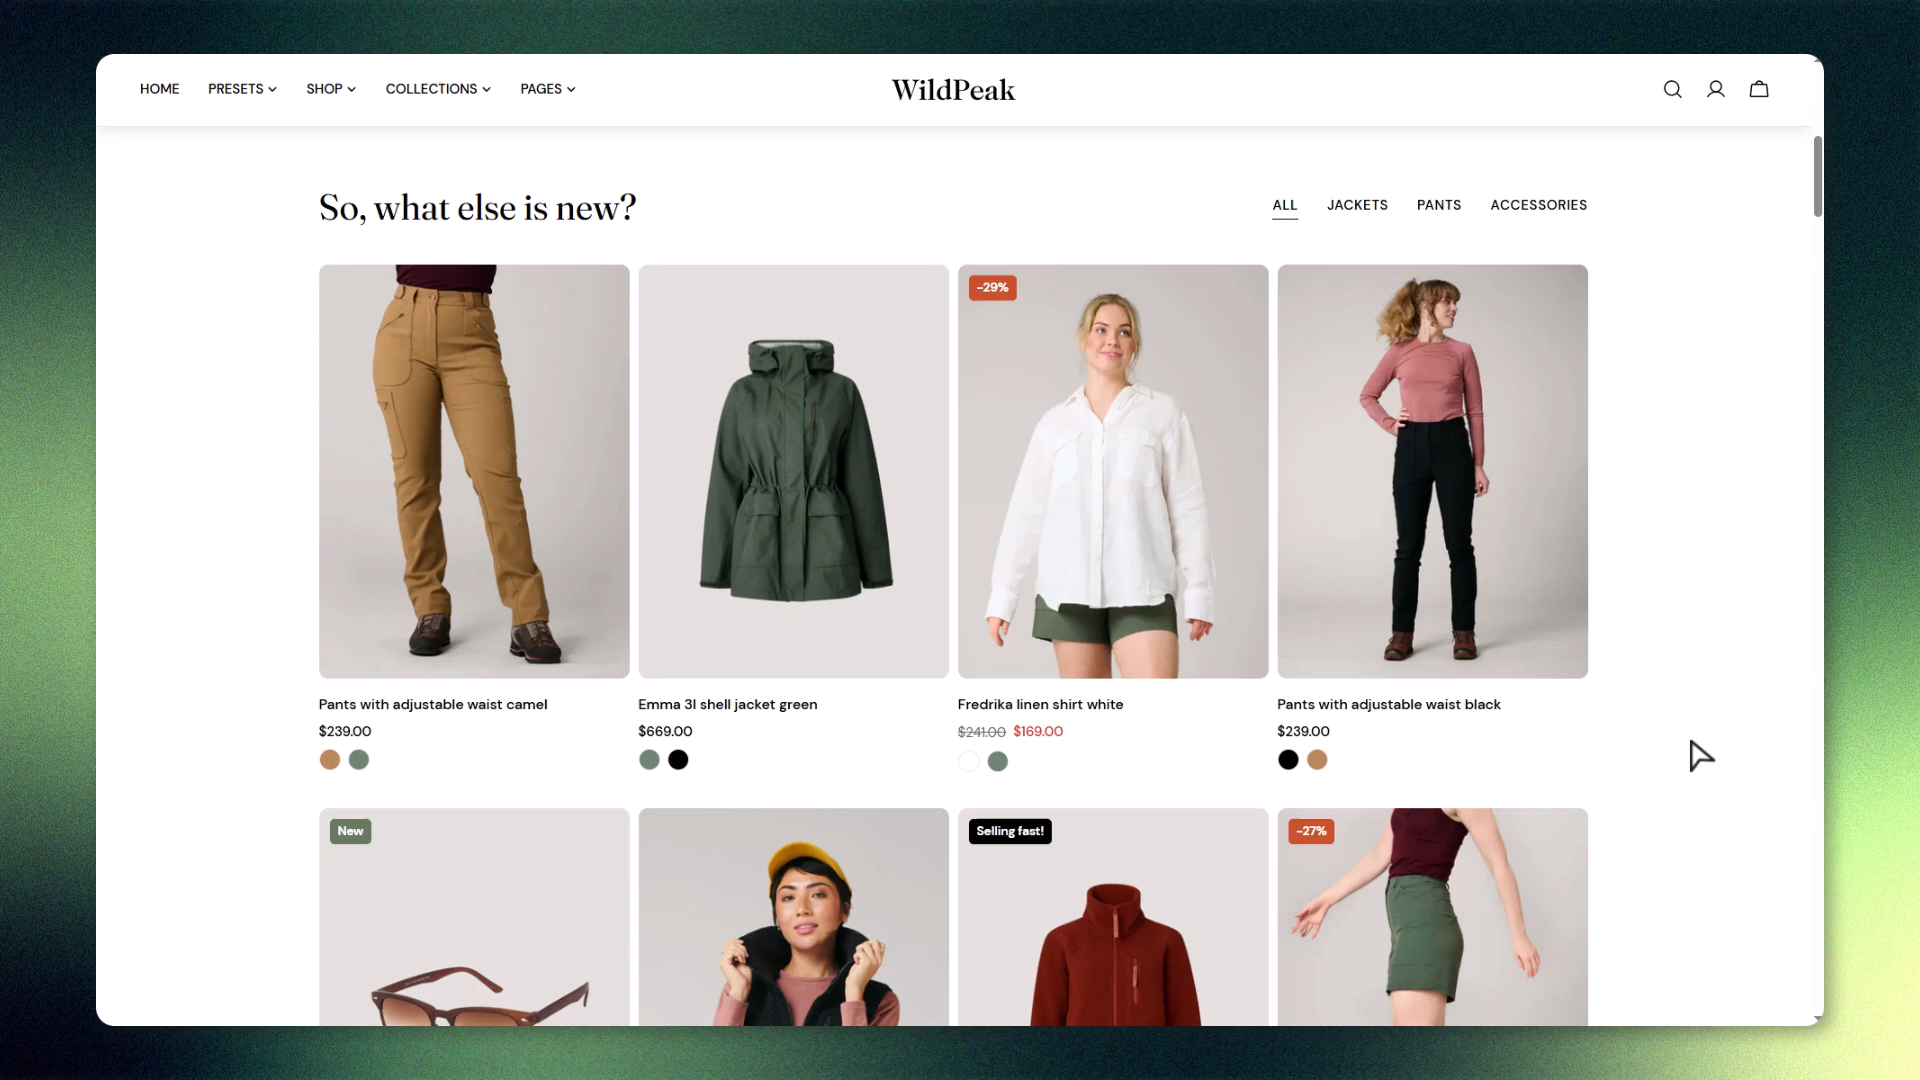 HOME PRESETS SHOP COLLECTIONS PAGES
WildPeak
So, what else is new?
ALL JACKETS PANTS ACCESSORIES
-29%
Pants with adjustable waist camel
$239.00
Emma 3l shell jacket green
$669.00
Fredrika linen shirt white
$241.00 $169.00
Pants with adjustable waist black
$239.00
New
Selling fast!
-27%